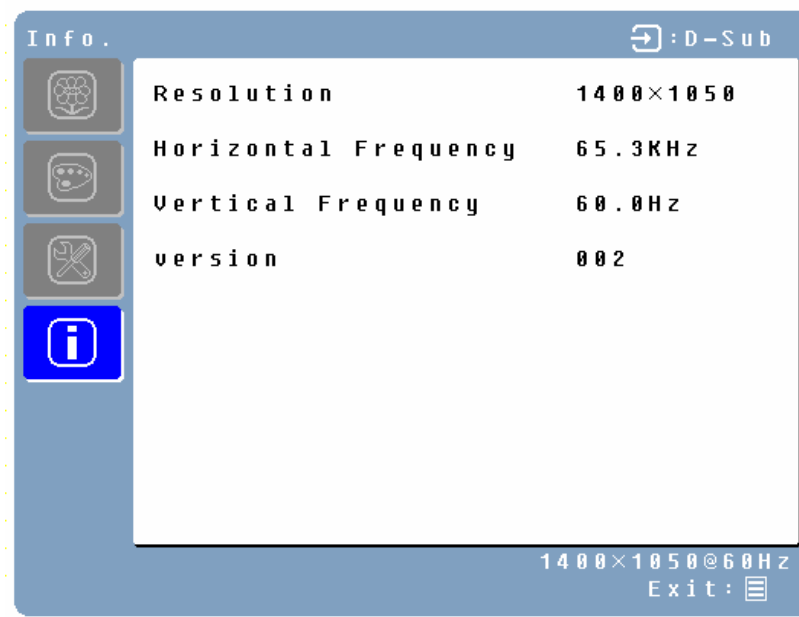 Info. :D-Sub
Resolution 1400×1050
Horizontal Frequency 65.3KHz
Vertical Frequency 60.0Hz
version 002
1400×1050@60Hz
Exit: